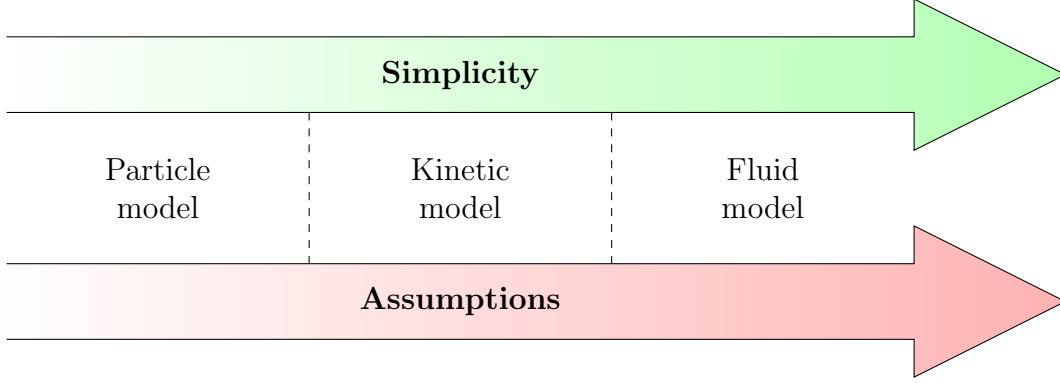 Simplicity
Particle
model
Kinetic
model
Fluid
model
Assumptions